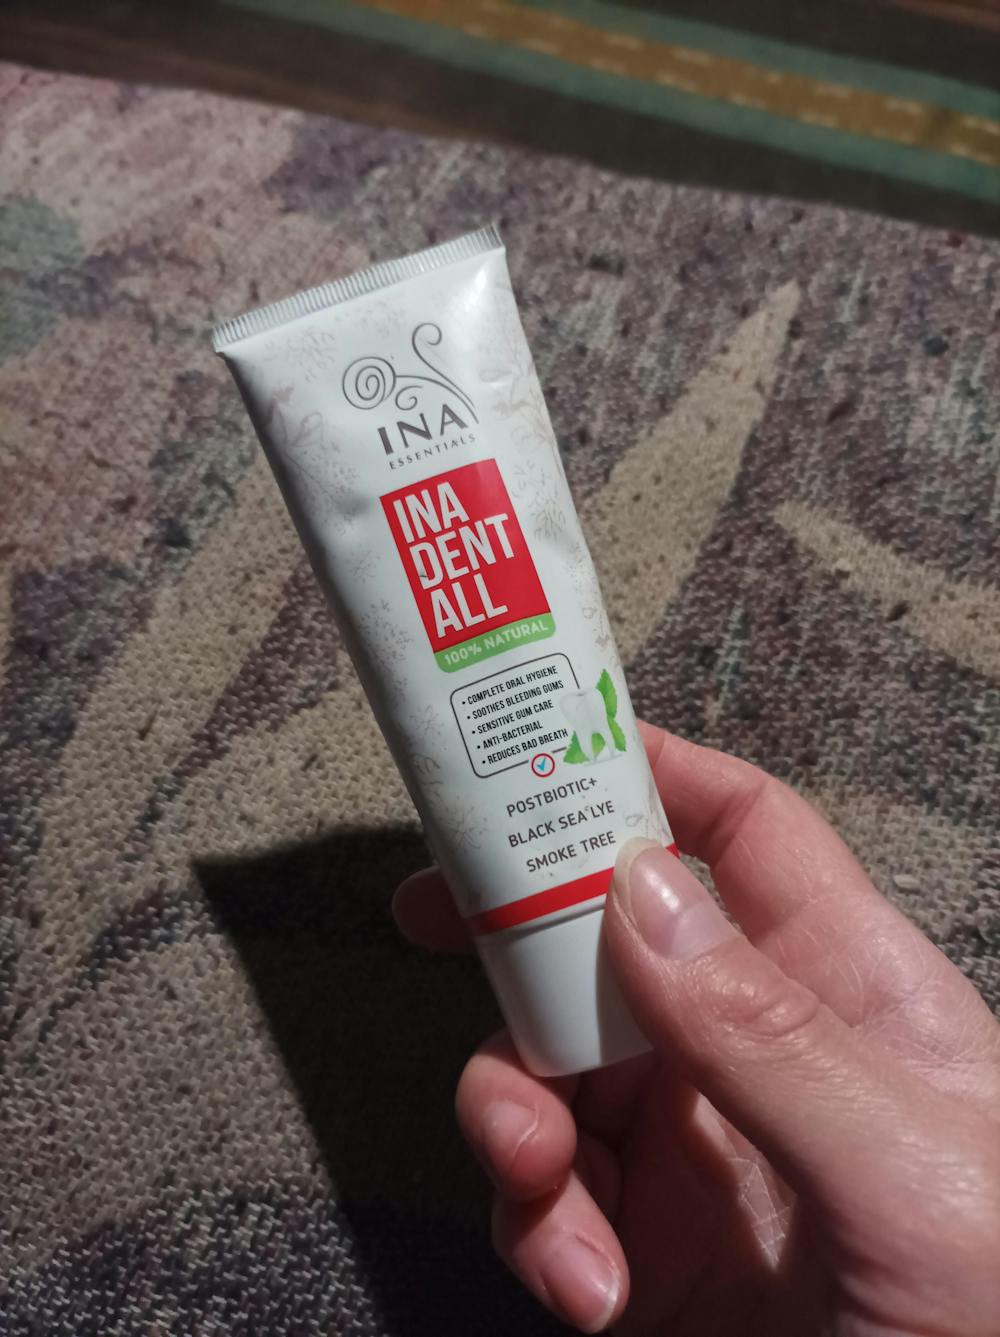 INA
ESSENTIALS
INA
DENT
ALL
100% NATURAL
• COMPLETE ORAL HYGIENE
• SOOTHES BLEEDING GUMS
• SENSITIVE GUM CARE
• ANTI-BACTERIAL
• REDUCES BAD BREATH
POSTBIOTIC+
BLACK SEA LYE
SMOKE TREE